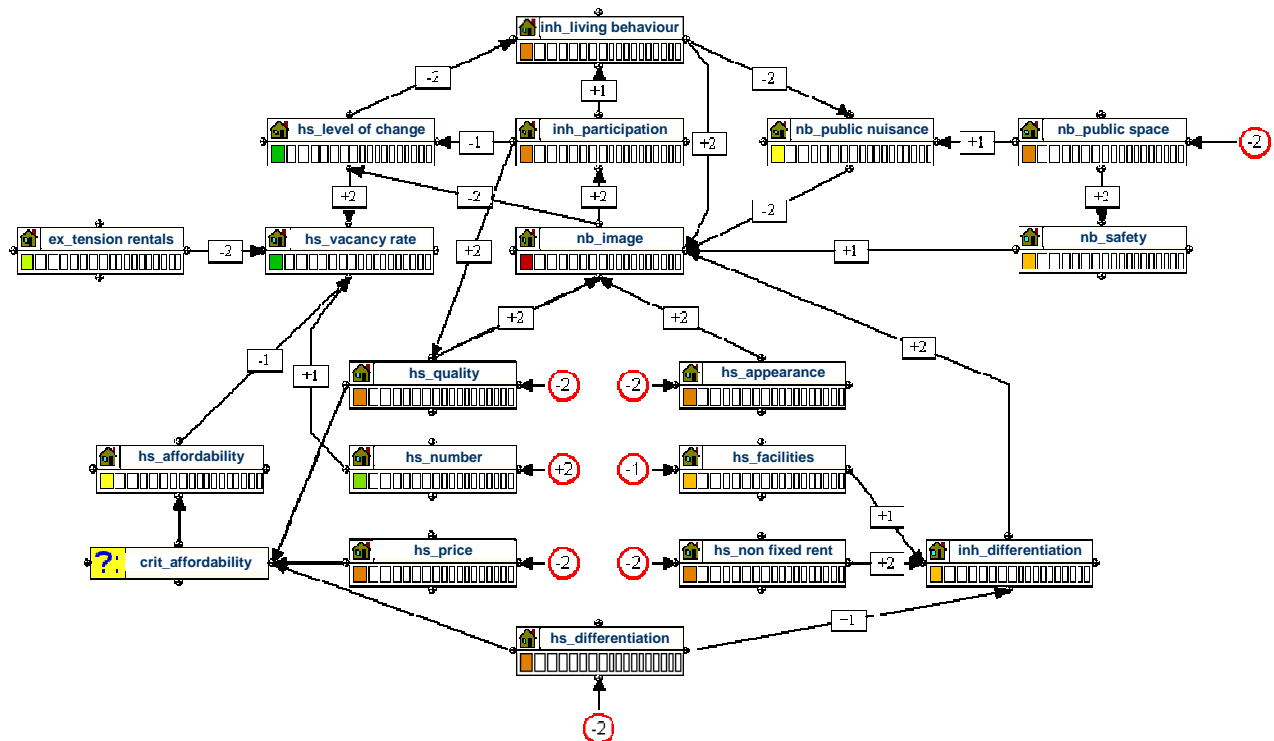 inh_living behaviour
-2
-2
+1
hs_level of change
inh_participation
nb_public nuisance
nb_public space
-1
+2
+1
-2
+2
-2
+2
-2
+2
ex_tension rentals
hs_vacancy rate
nb_image
nb_safety
-2
+2
+1
+2
+2
-1
+1
+2
hs_quality
hs_appearance
-2
-2
hs_affordability
hs_number
hs_facilities
+2
-1
+1
crit_affordability
hs_price
hs_non fixed rent
inh_differentiation
?:
-2
-2
+2
hs_differentiation
-2